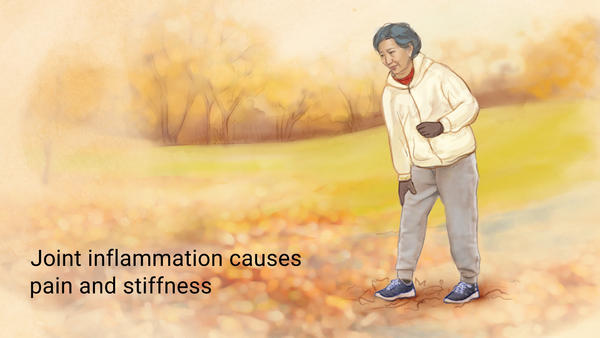 Joint inflammation causes
pain and stiffness